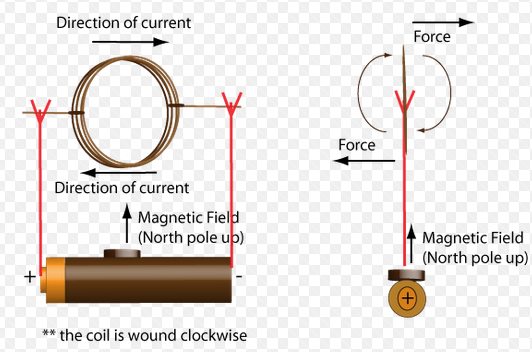 Direction of current
Force
Force
Direction of current
Magnetic Field
(North pole up)
Magnetic Field
(North pole up)
+
-
+
** the coil is wound clockwise